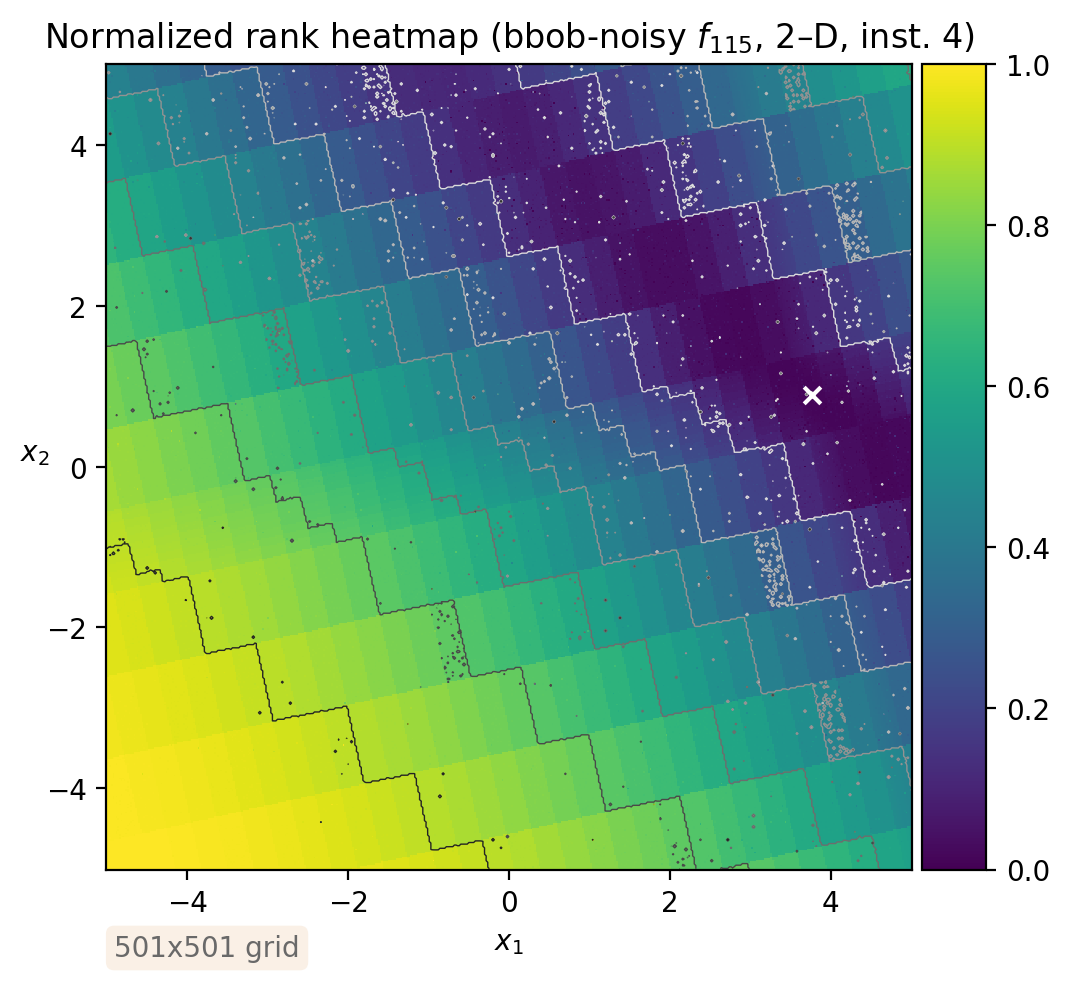 Normalized rank heatmap (bbob-noisy f₁₁₅, 2–D, inst. 4)
4
2
x₂
0
−2
−4
−4 −2 0 2 4
x₁
1.0
0.8
0.6
0.4
0.2
0.0
501x501 grid